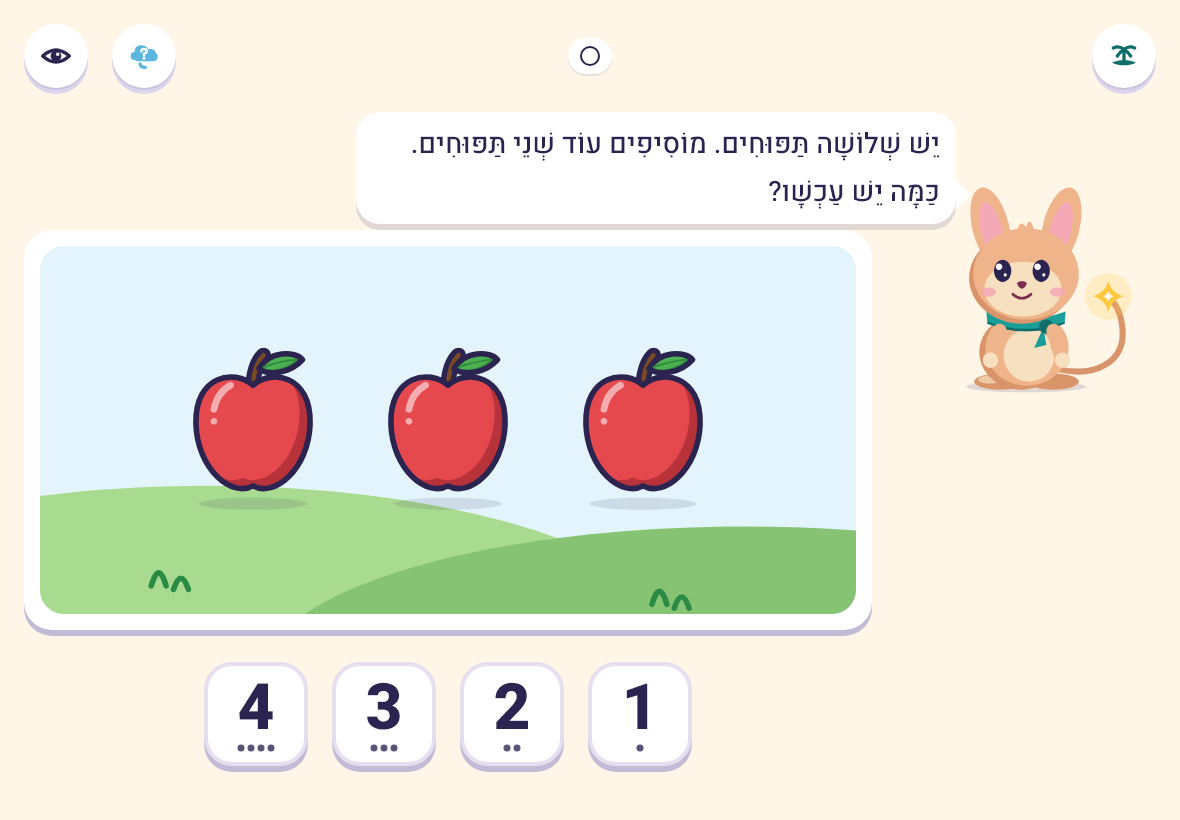 ?
יֵשׁ שְׁלוֹשָׁה תַּפּוּחִים. מוֹסִיפִים עוֹד שְׁנֵי תַּפּוּחִים.
כַּמָּה יֵשׁ עַכְשָׁו?
4 3 2 1